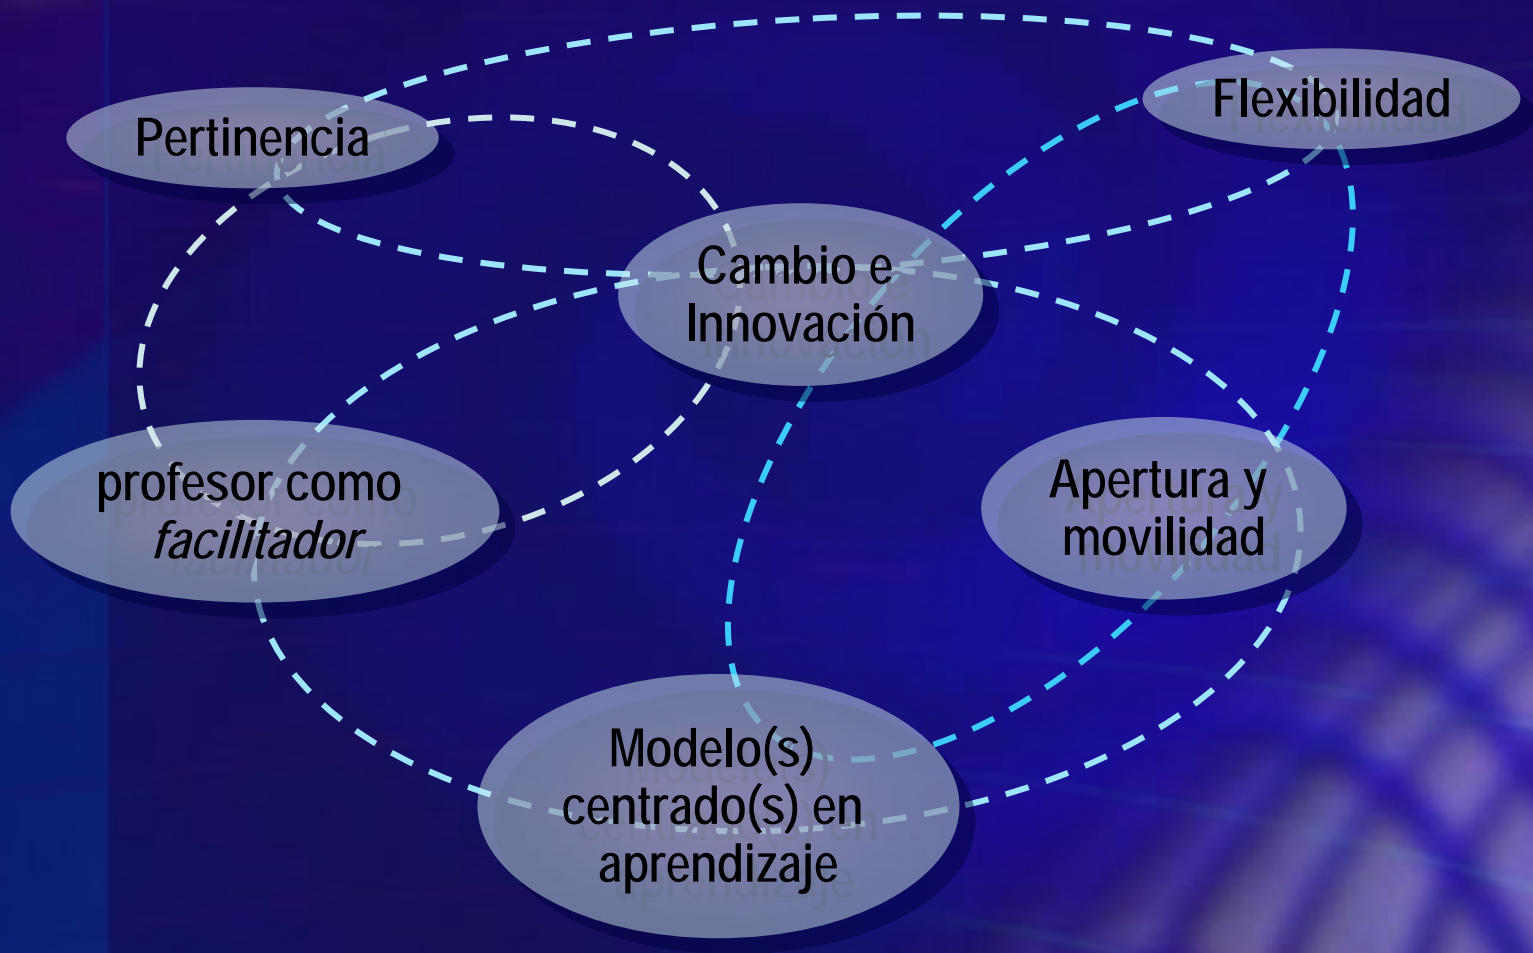 Pertinencia
Flexibilidad
Cambio e
Innovación
profesor como
facilitador
Apertura y
movilidad
Modelo(s)
centrado(s) en
aprendizaje